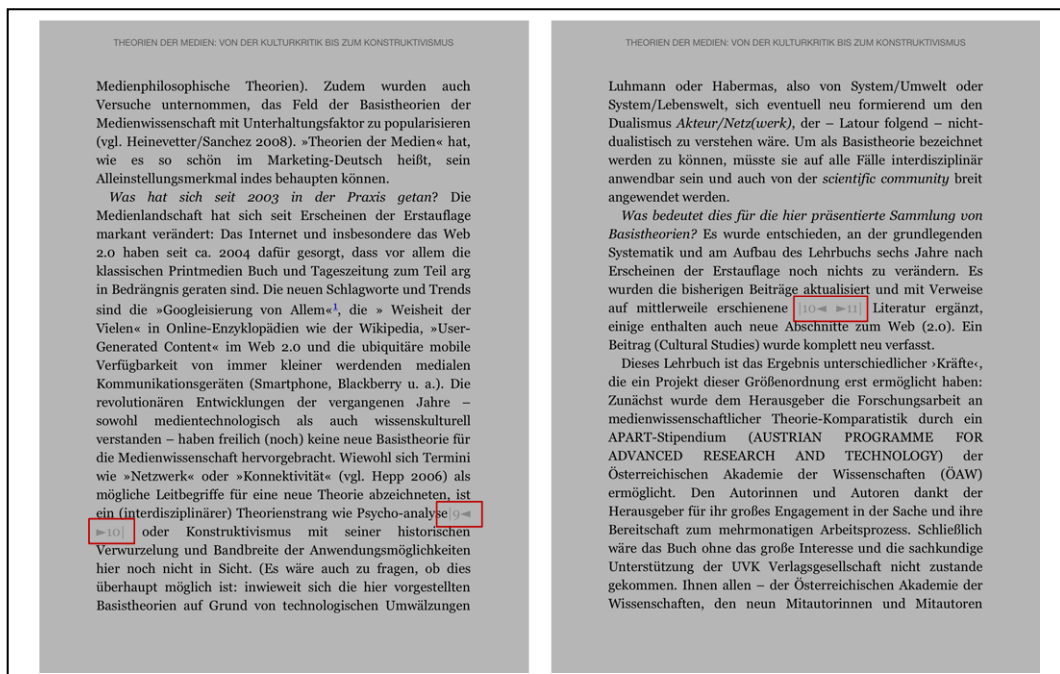 THEORIEN DER MEDIEN: VON DER KULTURKRITIK BIS ZUM KONSTRUKTIVISMUS
Medienphilosophische Theorien). Zudem wurden auch
Versuche unternommen, das Feld der Basistheorien der
Medienwissenschaft mit Unterhaltungsfaktor zu popularisieren
(vgl. Heinevetter/Sanchez 2008). »Theorien der Medien« hat,
wie es so schön im Marketing-Deutsch heißt, sein
Alleinstellungsmerkmal indes behaupten können.
Was hat sich seit 2003 in der Praxis getan? Die
Medienlandschaft hat sich seit Erscheinen der Erstauflage
markant verändert: Das Internet und insbesondere das Web
2.0 haben seit ca. 2004 dafür gesorgt, dass vor allem die
klassischen Printmedien Buch und Tageszeitung zum Teil arg
in Bedrängnis geraten sind. Die neuen Schlagworte und Trends
sind die »Googleisierung von Allem«1, die » Weisheit der
Vielen« in Online-Enzyklopädien wie der Wikipedia, »User-
Generated Content« im Web 2.0 und die ubiquitäre mobile
Verfügbarkeit von immer kleiner werdenden medialen
Kommunikationsgeräten (Smartphone, Blackberry u. a.). Die
revolutionären Entwicklungen der vergangenen Jahre –
sowohl medientechnologisch als auch wissenskulturell
verstanden – haben freilich (noch) keine neue Basistheorie für
die Medienwissenschaft hervorgebracht. Wiewohl sich Termini
wie »Netzwerk« oder »Konnektivität« (vgl. Hepp 2006) als
mögliche Leitbegriffe für eine neue Theorie abzeichneten, ist
ein (interdisziplinärer) Theorienstrang wie Psycho-analyse|9◄
►10| oder Konstruktivismus mit seiner historischen
Verwurzelung und Bandbreite der Anwendungsmöglichkeiten
hier noch nicht in Sicht. (Es wäre auch zu fragen, ob dies
überhaupt möglich ist: inwieweit sich die hier vorgestellten
Basistheorien auf Grund von technologischen Umwälzungen
THEORIEN DER MEDIEN: VON DER KULTURKRITIK BIS ZUM KONSTRUKTIVISMUS
Luhmann oder Habermas, also von System/Umwelt oder
System/Lebenswelt, sich eventuell neu formierend um den
Dualismus Akteur/Netz(werk), der – Latour folgend – nicht-
dualistisch zu verstehen wäre. Um als Basistheorie bezeichnet
werden zu können, müsste sie auf alle Fälle interdisziplinär
anwendbar sein und auch von der scientific community breit
angewendet werden.
Was bedeutet dies für die hier präsentierte Sammlung von
Basistheorien? Es wurde entschieden, an der grundlegenden
Systematik und am Aufbau des Lehrbuchs sechs Jahre nach
Erscheinen der Erstauflage noch nichts zu verändern. Es
wurden die bisherigen Beiträge aktualisiert und mit Verweise
auf mittlerweile erschienene |10◄ ►11| Literatur ergänzt,
einige enthalten auch neue Abschnitte zum Web (2.0). Ein
Beitrag (Cultural Studies) wurde komplett neu verfasst.
Dieses Lehrbuch ist das Ergebnis unterschiedlicher ›Kräfte‹,
die ein Projekt dieser Größenordnung erst ermöglicht haben:
Zunächst wurde dem Herausgeber die Forschungsarbeit an
medienwissenschaftlicher Theorie-Komparatistik durch ein
APART-Stipendium (AUSTRIAN PROGRAMME FOR
ADVANCED RESEARCH AND TECHNOLOGY) der
Österreichischen Akademie der Wissenschaften (ÖAW)
ermöglicht. Den Autorinnen und Autoren dankt der
Herausgeber für ihr großes Engagement in der Sache und ihre
Bereitschaft zum mehrmonatigen Arbeitsprozess. Schließlich
wäre das Buch ohne das große Interesse und die sachkundige
Unterstützung der UVK Verlagsgesellschaft nicht zustande
gekommen. Ihnen allen – der Österreichischen Akademie der
Wissenschaften, den neun Mitautorinnen und Mitautoren